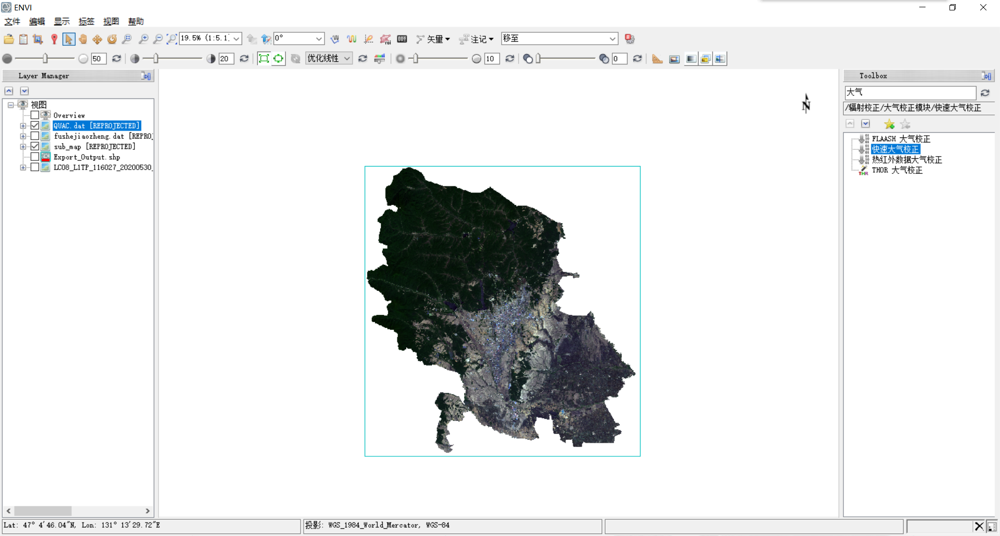 ENVI
文件 编辑 显示 标签 视图 帮助
19.5% (1:5.1 0° 矢量 注记 移至
50 20 优化线性 10 0
Layer Manager
视图
Overview
QUAC.dat [REPROJECTED]
fushejiaozheng.dat [REPROJ
sub_map [REPROJECTED]
Export_Output.shp
LC08_L1TP_116027_20200530_
N
Toolbox
大气
/辐射校正/大气校正模块/快速大气校正
FLAASH 大气校正
快速大气校正
热红外数据大气校正
THOR 大气校正
Lat: 47° 4'46.04"N, Lon: 131° 13'29.72"E
投影: WGS_1984_World_Mercator, WGS-84